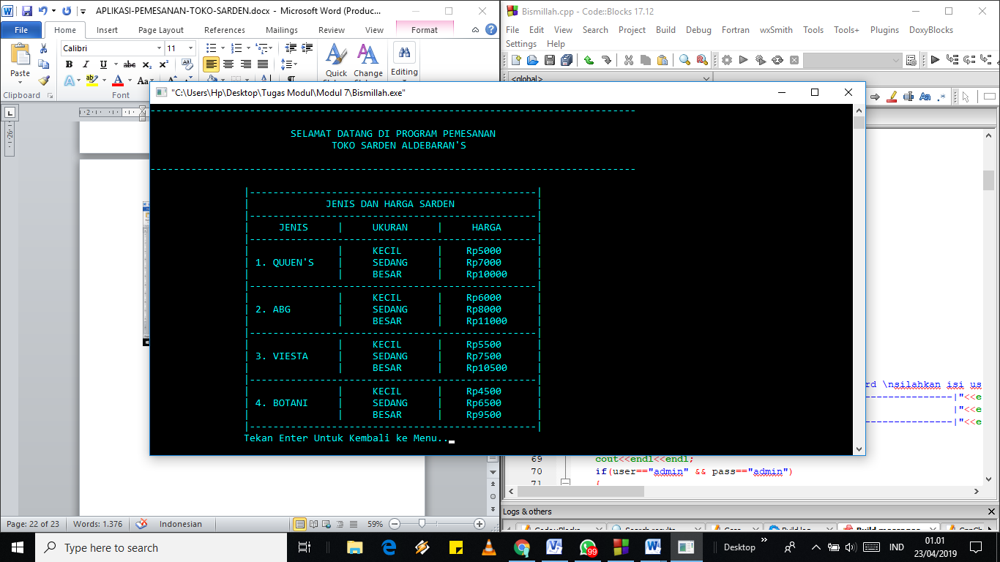 APLIKASI-PEMESANAN-TOKO-SARDEN.docx - Microsoft Word (Produc...
File Home Insert Page Layout References Mailings Review View Format
Calibri 11
Paste
Quick Styles
Change
Editing
Clipboard
Font
Page: 22 of 23 Words: 1.376 Indonesian 59%
Bismillah.cpp - Code::Blocks 17.12
File Edit View Search Project Build Debug Fortran wxSmith Tools Tools+ Plugins DoxyBlocks
Settings Help
<global>
"C:\Users\Hp\Desktop\Tugas Modul\Modul 7\Bismillah.exe"
SELAMAT DATANG DI PROGRAM PEMESANAN
TOKO SARDEN ALDEBARAN'S
JENIS DAN HARGA SARDEN
JENIS | UKURAN | HARGA
| KECIL | Rp5000
1. QUUEN'S | SEDANG | Rp7000
| BESAR | Rp10000
| KECIL | Rp6000
2. ABG | SEDANG | Rp8000
| BESAR | Rp11000
| KECIL | Rp5500
3. VIESTA | SEDANG | Rp7500
| BESAR | Rp10500
| KECIL | Rp4500
4. BOTANI | SEDANG | Rp6500
| BESAR | Rp9500
Tekan Enter Untuk Kembali ke Menu..
rd \nsilahkan isi us
----------------|"<<e
|"<<e
----------------|"<<e
69 cout<<endl<<endl;
70 if(user=="admin" && pass=="admin")
71 {
Logs & others
Code::Blocks Search results Cccc Build log Build messages CppCh
Type here to search
Desktop
99
IND
01.01
23/04/2019